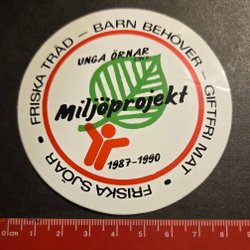 FRISKA SJÖAR · FRISKA TRÄD – BARN BEHÖVER – GIFTFRI MAT ·
UNGA ÖRNAR
Miljöprojekt
1987-1990